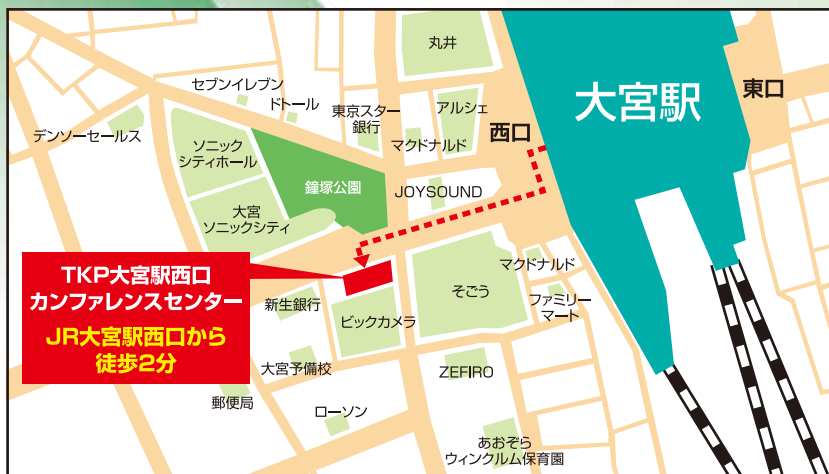 丸井
大宮駅
東口
セブンイレブン
ドトール
東京スター
銀行
アルシェ
西口
マクドナルド
デンソーセールス
ソニック
シティホール
鐘塚公園
JOYSOUND
大宮
ソニックシティ
TKP大宮駅西口
カンファレンスセンター
JR大宮駅西口から
徒歩2分
新生銀行
ビックカメラ
そごう
マクドナルド
ファミリー
マート
大宮予備校
ZEFIRO
郵便局
ローソン
あおぞら
ウィンクルム保育園